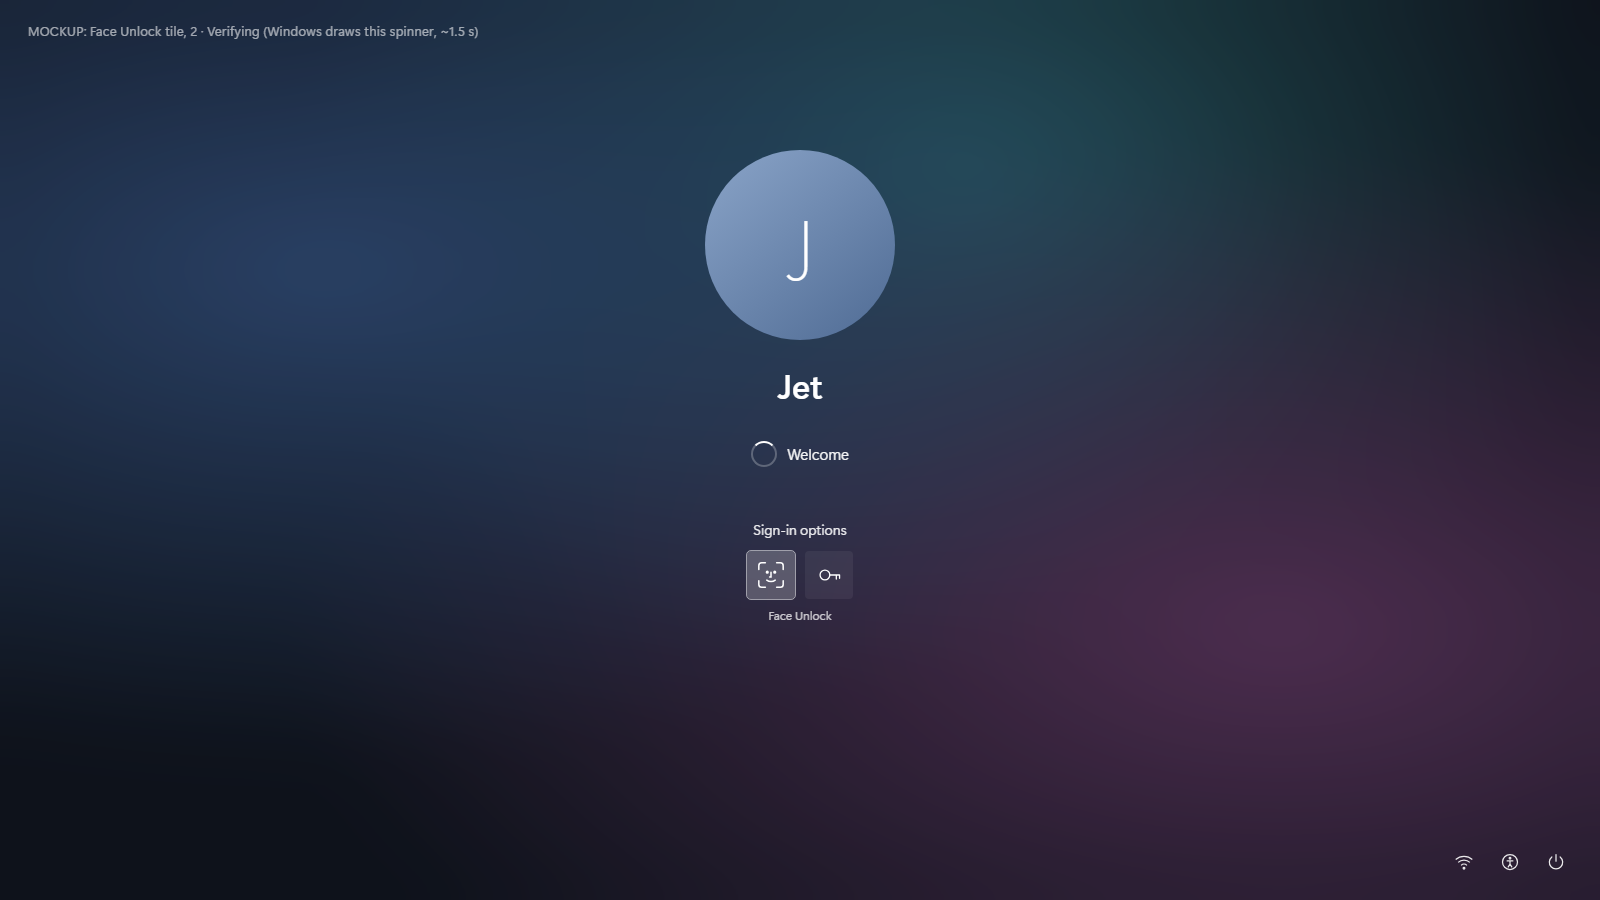 MOCKUP: Face Unlock tile, 2 · Verifying (Windows draws this spinner, ~1.5 s)
J
Jet
Welcome
Sign-in options
Face Unlock